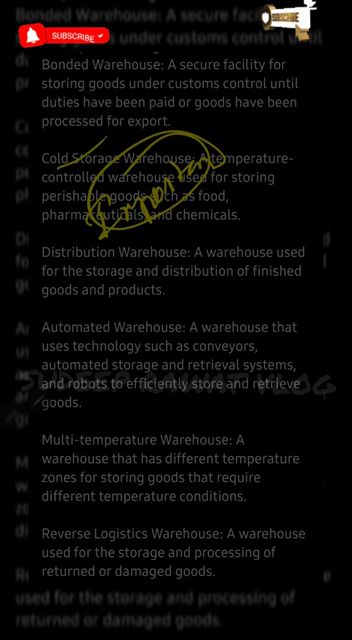 SUBSCRIBE
Bonded Warehouse: A secure facility for
storing goods under customs control until
duties have been paid or goods have been
processed for export.
Cold Storage Warehouse: A temperature-
controlled warehouse used for storing
perishable goods such as food,
pharmaceuticals, and chemicals.
Important
Distribution Warehouse: A warehouse used
for the storage and distribution of finished
goods and products.
Automated Warehouse: A warehouse that
uses technology such as conveyors,
automated storage and retrieval systems,
SUDEEP RAWAT VLOG
and robots to efficiently store and retrieve
goods.
Multi-temperature Warehouse: A
warehouse that has different temperature
zones for storing goods that require
different temperature conditions.
Reverse Logistics Warehouse: A warehouse
used for the storage and processing of
returned or damaged goods.
used for the storage and processing of
returned or damaged goods.